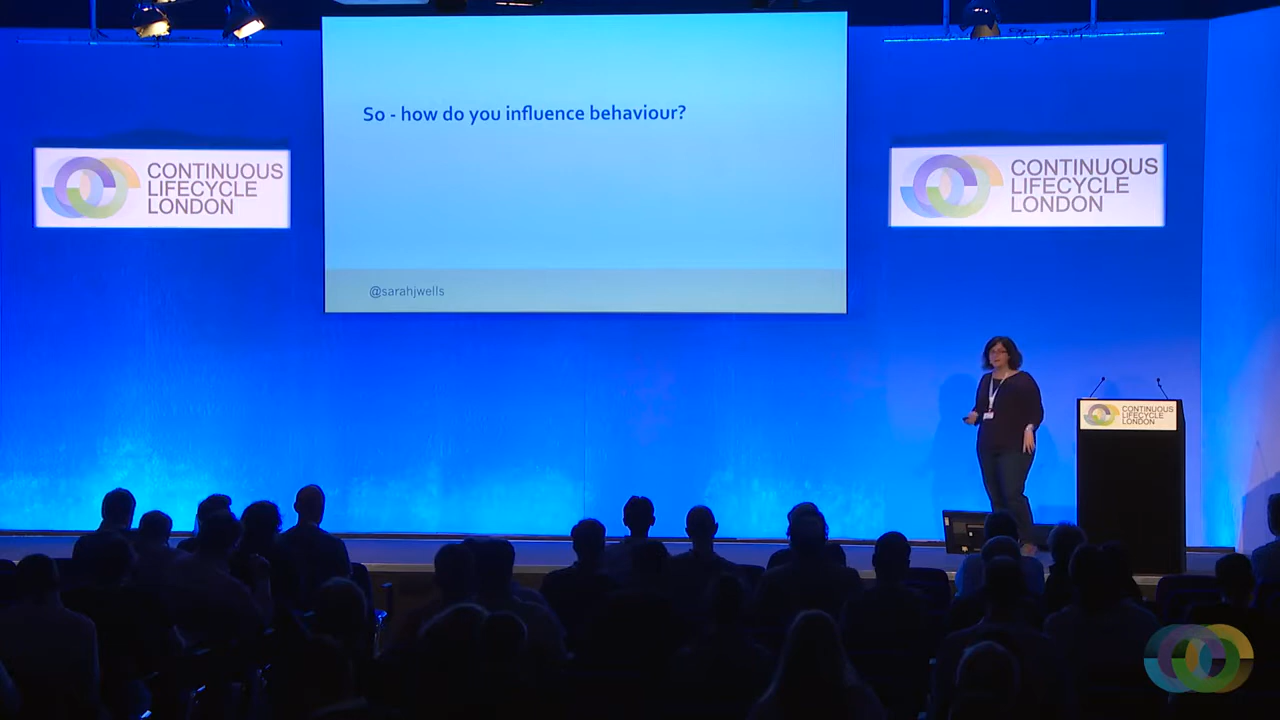 So - how do you influence behaviour?
@sarahjwells
CONTINUOUS
LIFECYCLE
LONDON
CONTINUOUS
LIFECYCLE
LONDON
CONTINUOUS
LIFECYCLE
LONDON